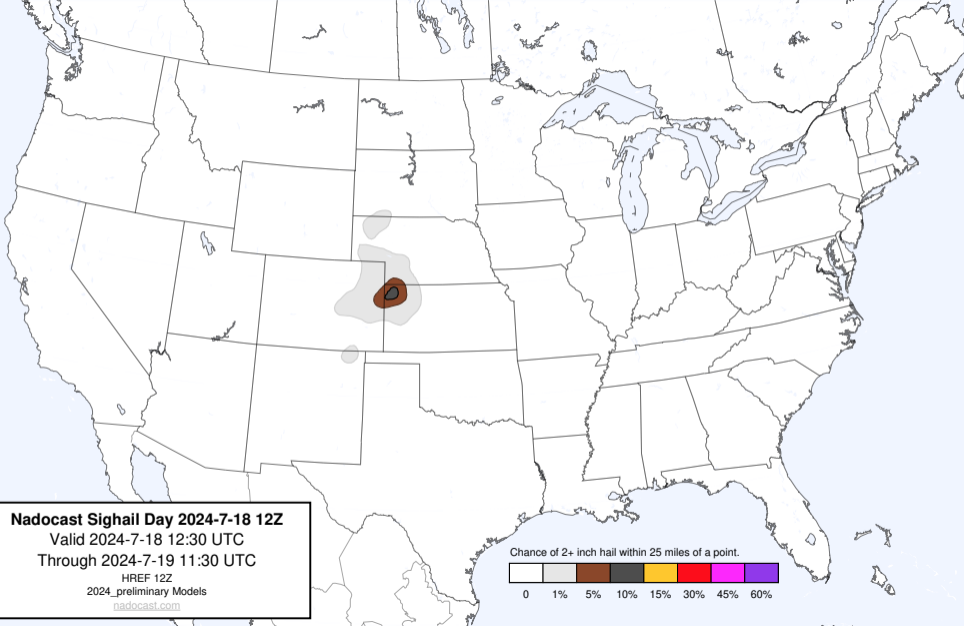 Nadocast Sighail Day 2024-7-18 12Z
Valid 2024-7-18 12:30 UTC
Through 2024-7-19 11:30 UTC
HREF 12Z
2024_preliminary Models
nadocast.com
Chance of 2+ inch hail within 25 miles of a point.
0 1% 5% 10% 15% 30% 45% 60%